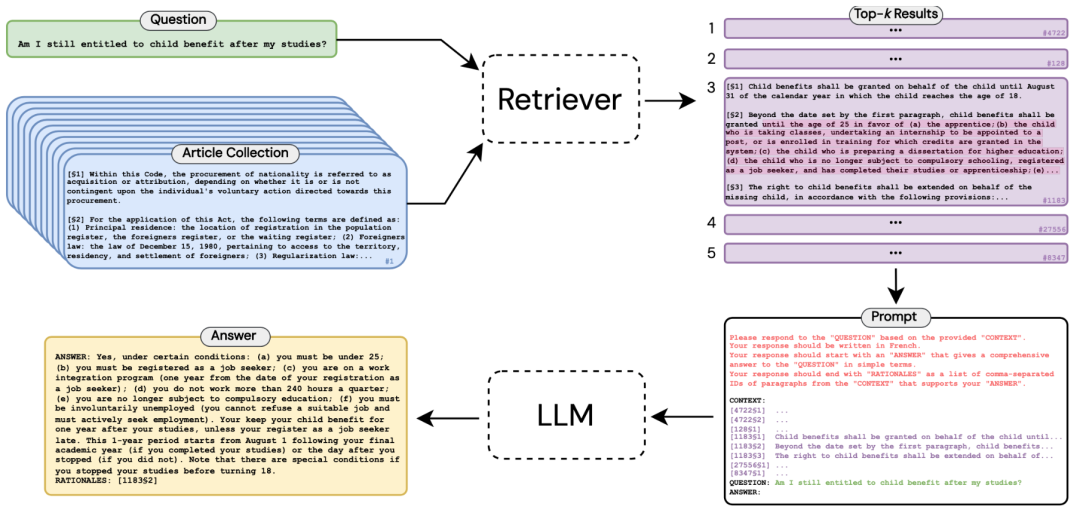 Question
Am I still entitled to child benefit after my studies?
Article Collection
[§1] Within this Code, the procurement of nationality is referred to as
acquisition or attribution, depending on whether it is or is not
contingent upon the individual's voluntary action directed towards this
procurement.
[§2] For the application of this Act, the following terms are defined as:
(1) Principal residence: the location of registration in the population
register, the foreigners register, or the waiting register; (2) Foreigners
law: the law of December 15, 1980, pertaining to access to the territory,
residency, and settlement of foreigners; (3) Regularization law:...
#1
Retriever
Top-k Results
1
...
#4722
2
...
#128
3
[§1] Child benefits shall be granted on behalf of the child until August
31 of the calendar year in which the child reaches the age of 18.
[§2] Beyond the date set by the first paragraph, child benefits shall be
granted until the age of 25 in favor of (a) the apprentice;(b) the child
who is taking classes, undertaking an internship to be appointed to a
post, or is enrolled in training for which credits are granted in the
system;(c) the child who is preparing a dissertation for higher education;
(d) the child who is no longer subject to compulsory schooling, registered
as a job seeker, and has completed their studies or apprenticeship;(e)...
[§3] The right to child benefits shall be extended on behalf of the
missing child, in accordance with the following provisions:...
#1183
4
...
#27556
5
...
#8347
Prompt
Please respond to the "QUESTION" based on the provided "CONTEXT".
Your response should be written in French.
Your response should start with an "ANSWER" that gives a comprehensive
answer to the "QUESTION" in simple terms.
Your response should end with "RATIONALES" as a list of comma-separated
IDs of paragraphs from the "CONTEXT" that supports your "ANSWER".
CONTEXT:
[4722§1] ...
[4722§2] ...
[128§1] ...
[1183§1] Child benefits shall be granted on behalf of the child until...
[1183§2] Beyond the date set by the first paragraph, child benefits...
[1183§3] The right to child benefits shall be extended on behalf of...
[27556§1] ...
[8347§1] ...
QUESTION: Am I still entitled to child benefit after my studies?
ANSWER:
LLM
Answer
ANSWER: Yes, under certain conditions: (a) you must be under 25;
(b) you must be registered as a job seeker; (c) you are on a work
integration program (one year from the date of your registration as
a job seeker); (d) you do not work more than 240 hours a quarter;
(e) you are no longer subject to compulsory education; (f) you must
be involuntarily unemployed (you cannot refuse a suitable job and
must actively seek employment). Your keep your child benefit for
one year after your studies, unless your register as a job seeker
late. This 1-year period starts from August 1 following your final
academic year (if you completed your studies) or the day after you
stopped (if you did not). Note that there are special conditions if
you stopped your studies before turning 18.
RATIONALES: [1183§2]